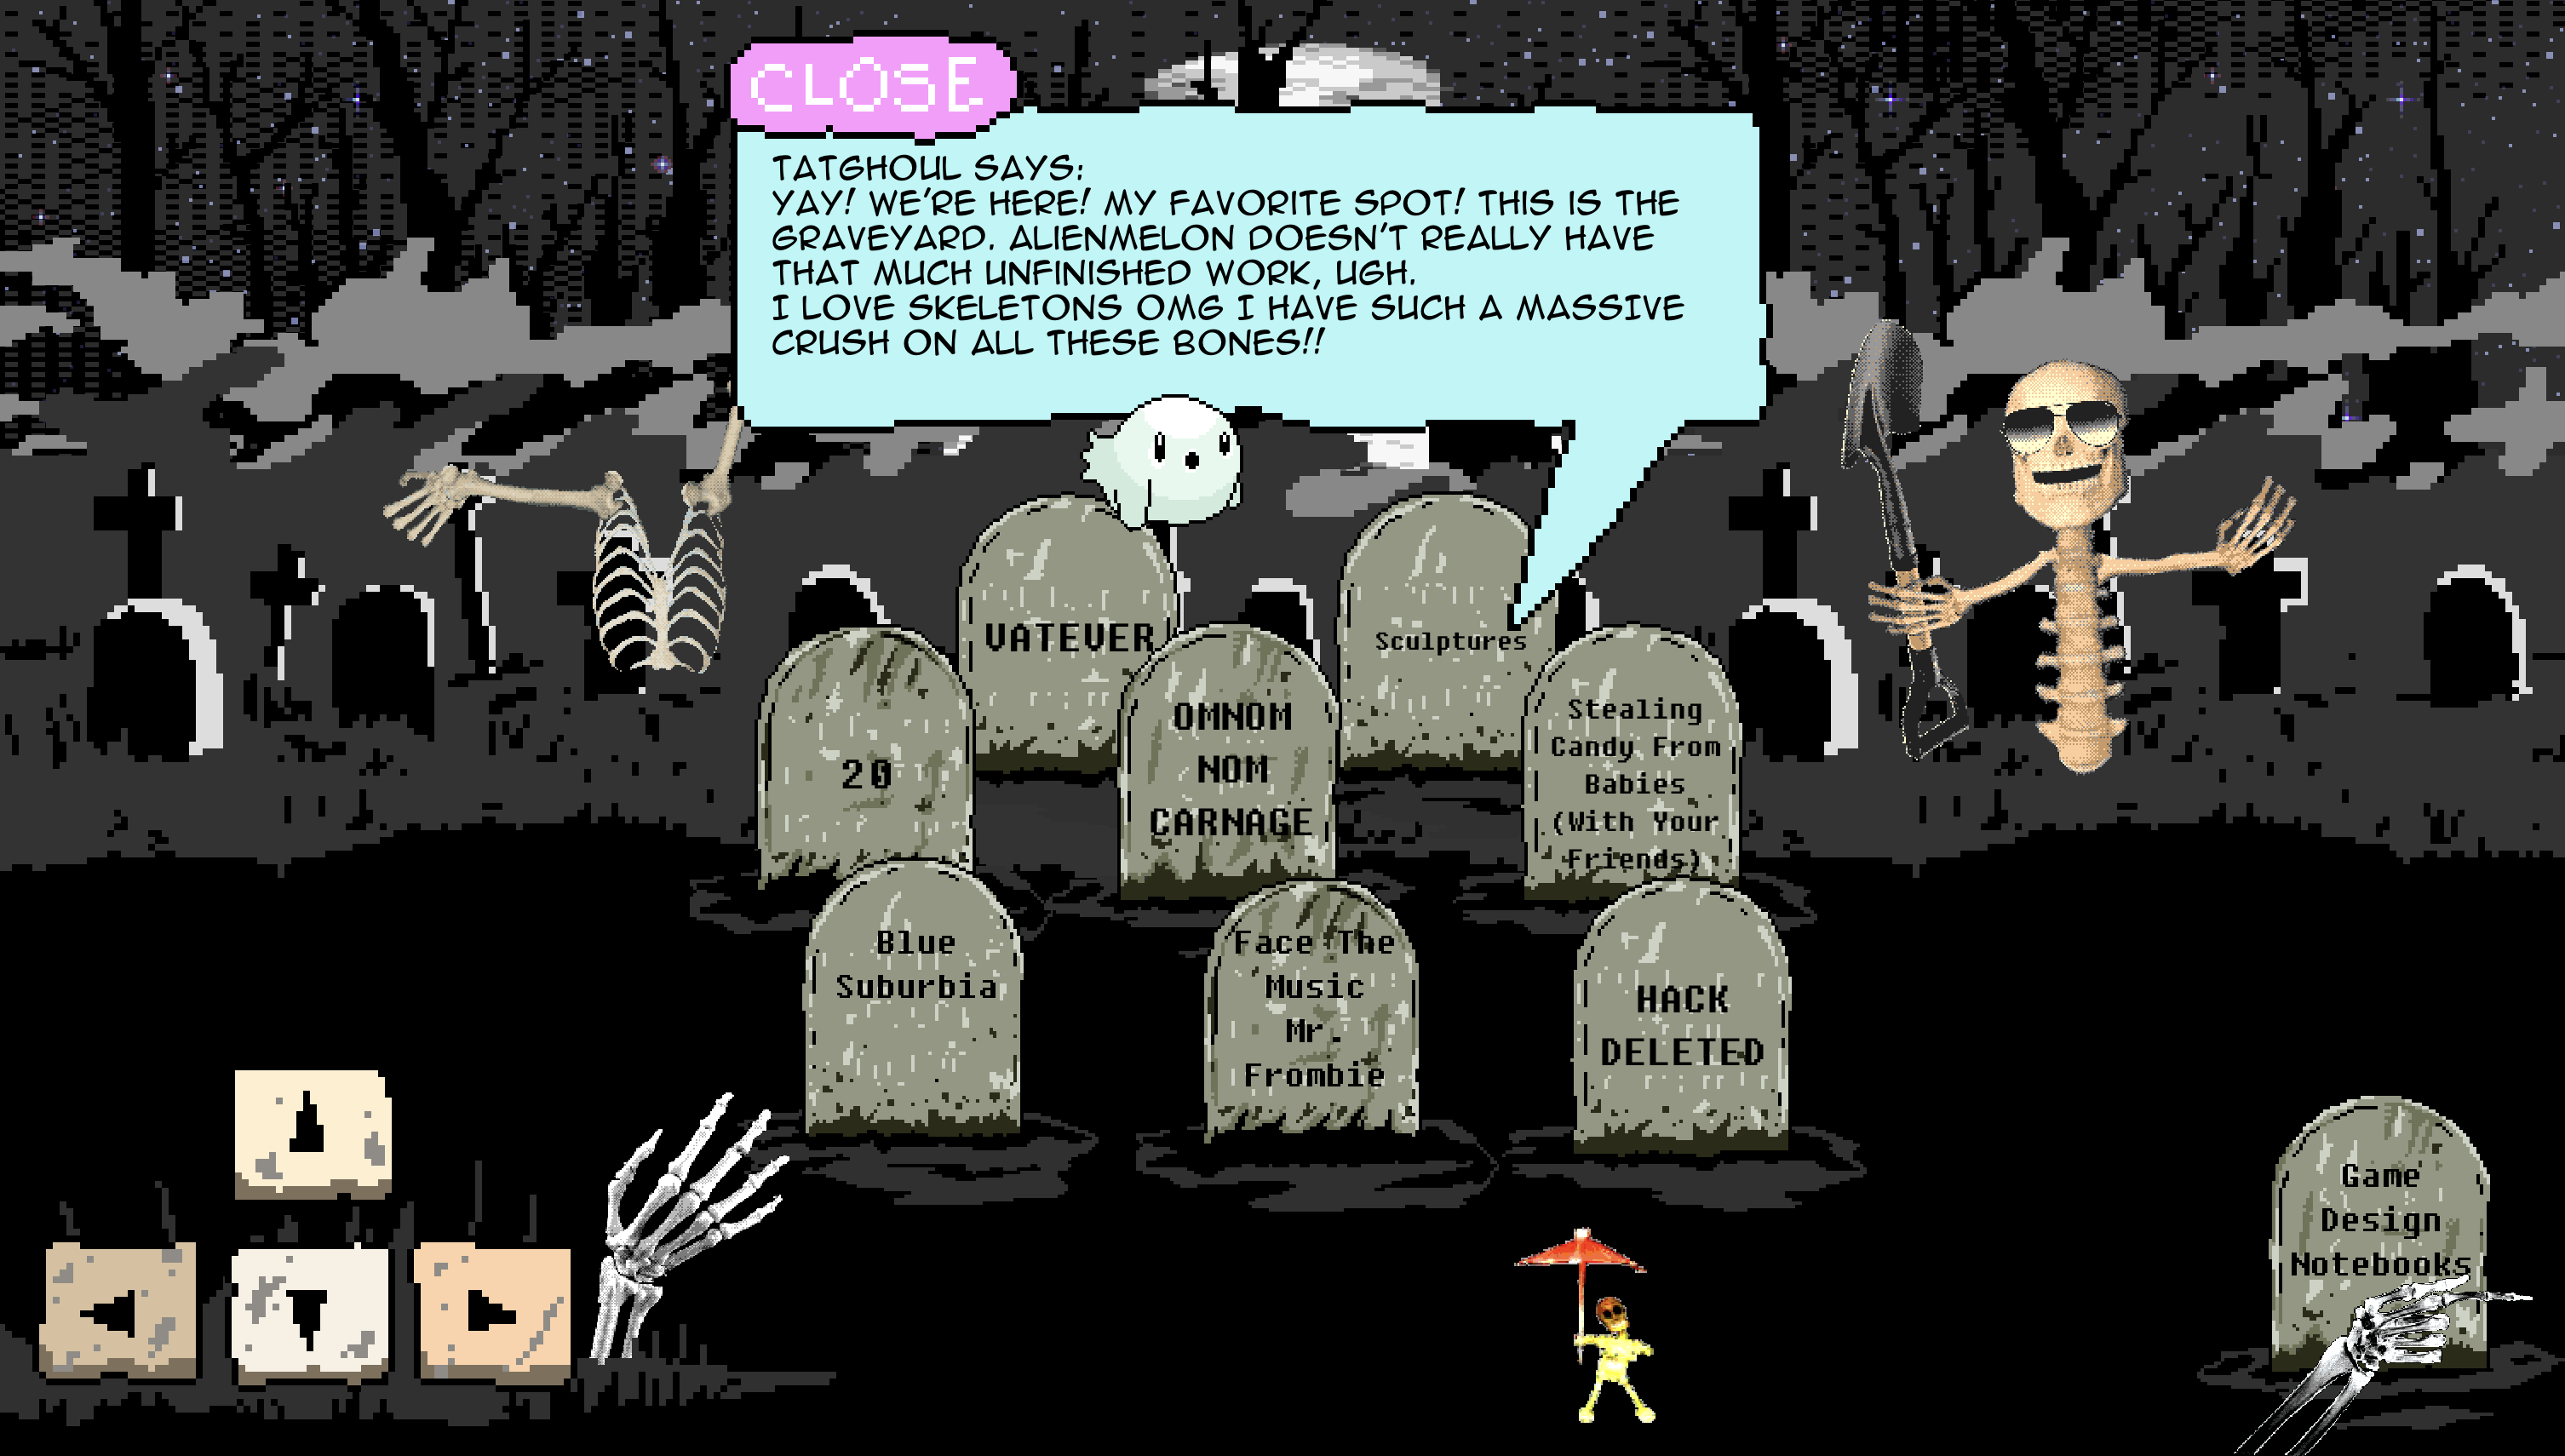 CLOSE
TATGHOUL SAYS:
YAY! WE'RE HERE! MY FAVORITE SPOT! THIS IS THE
GRAVEYARD. ALIENMELON DOESN'T REALLY HAVE
THAT MUCH UNFINISHED WORK, UGH.
I LOVE SKELETONS OMG I HAVE SUCH A MASSIVE
CRUSH ON ALL THESE BONES!!
VATEVER
Sculptures
20
OMNOM
NOM
CARNAGE
Stealing
Candy From
Babies
(With Your
Friends)
Blue
Suburbia
Face The
Music
Mr.
Frombie
HACK
DELETED
Game
Design
Notebooks